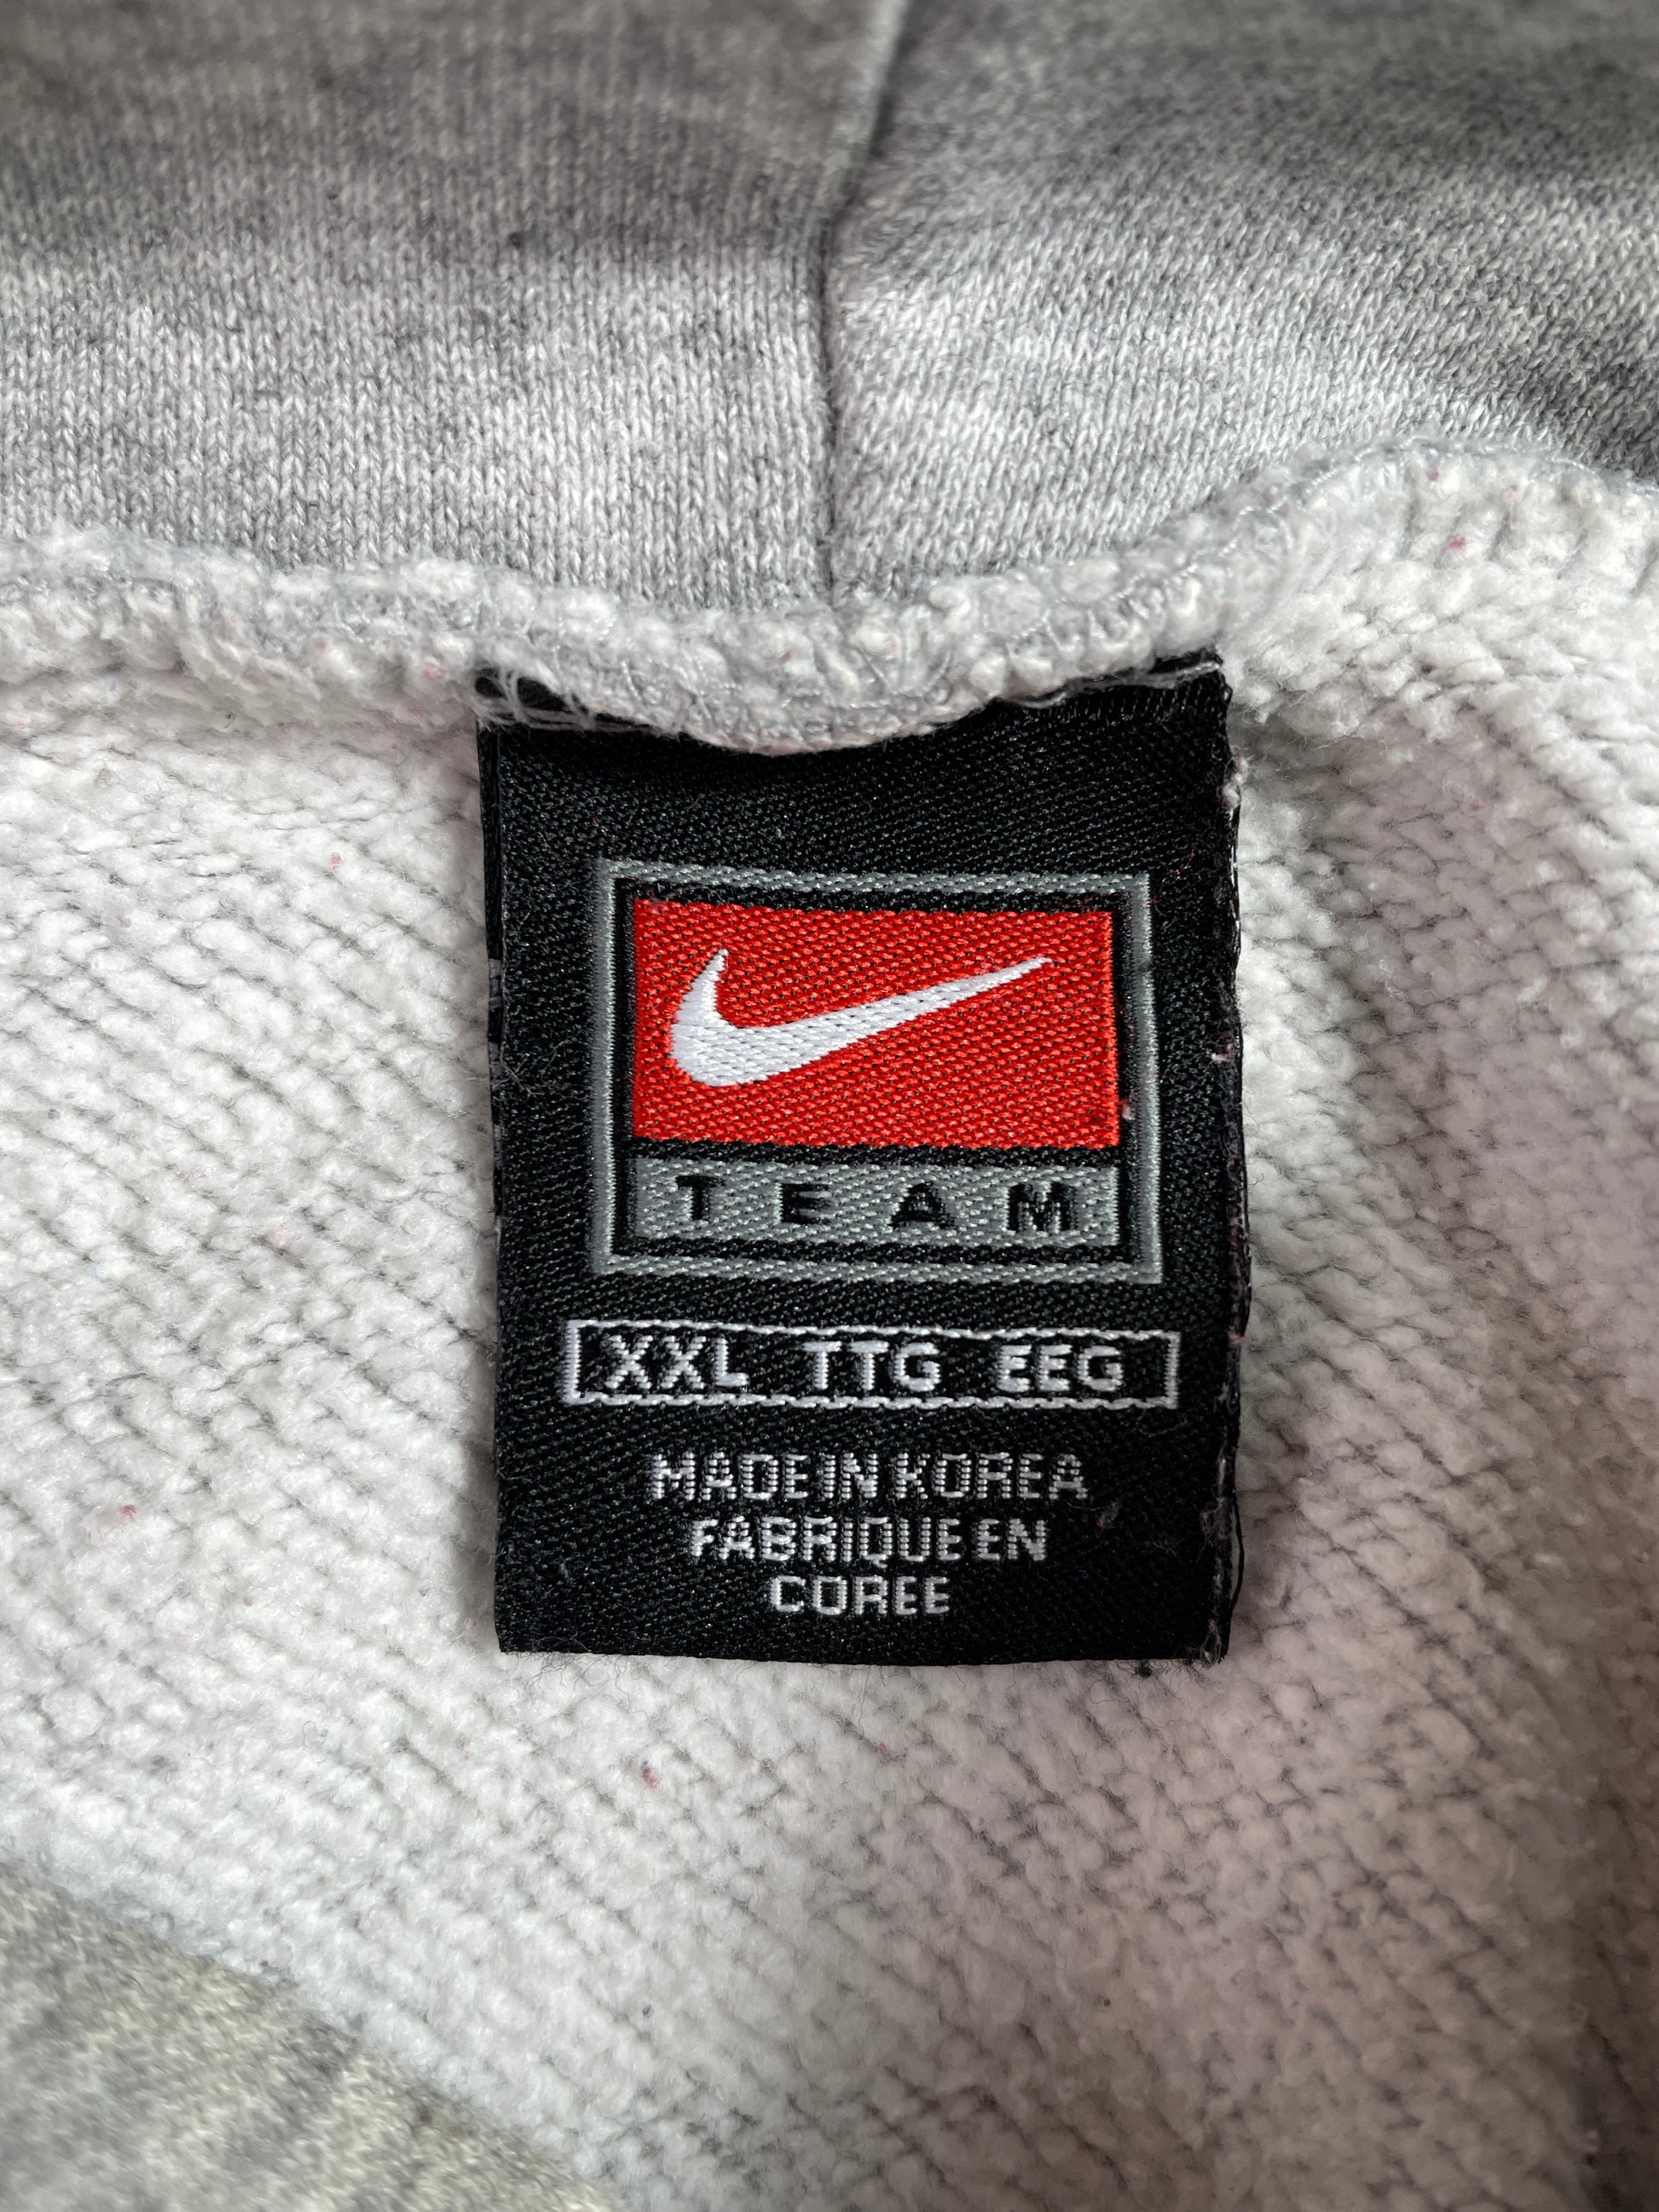 TEAM
XXL TTG EEG
MADE IN KOREA
FABRIQUE EN
COREE